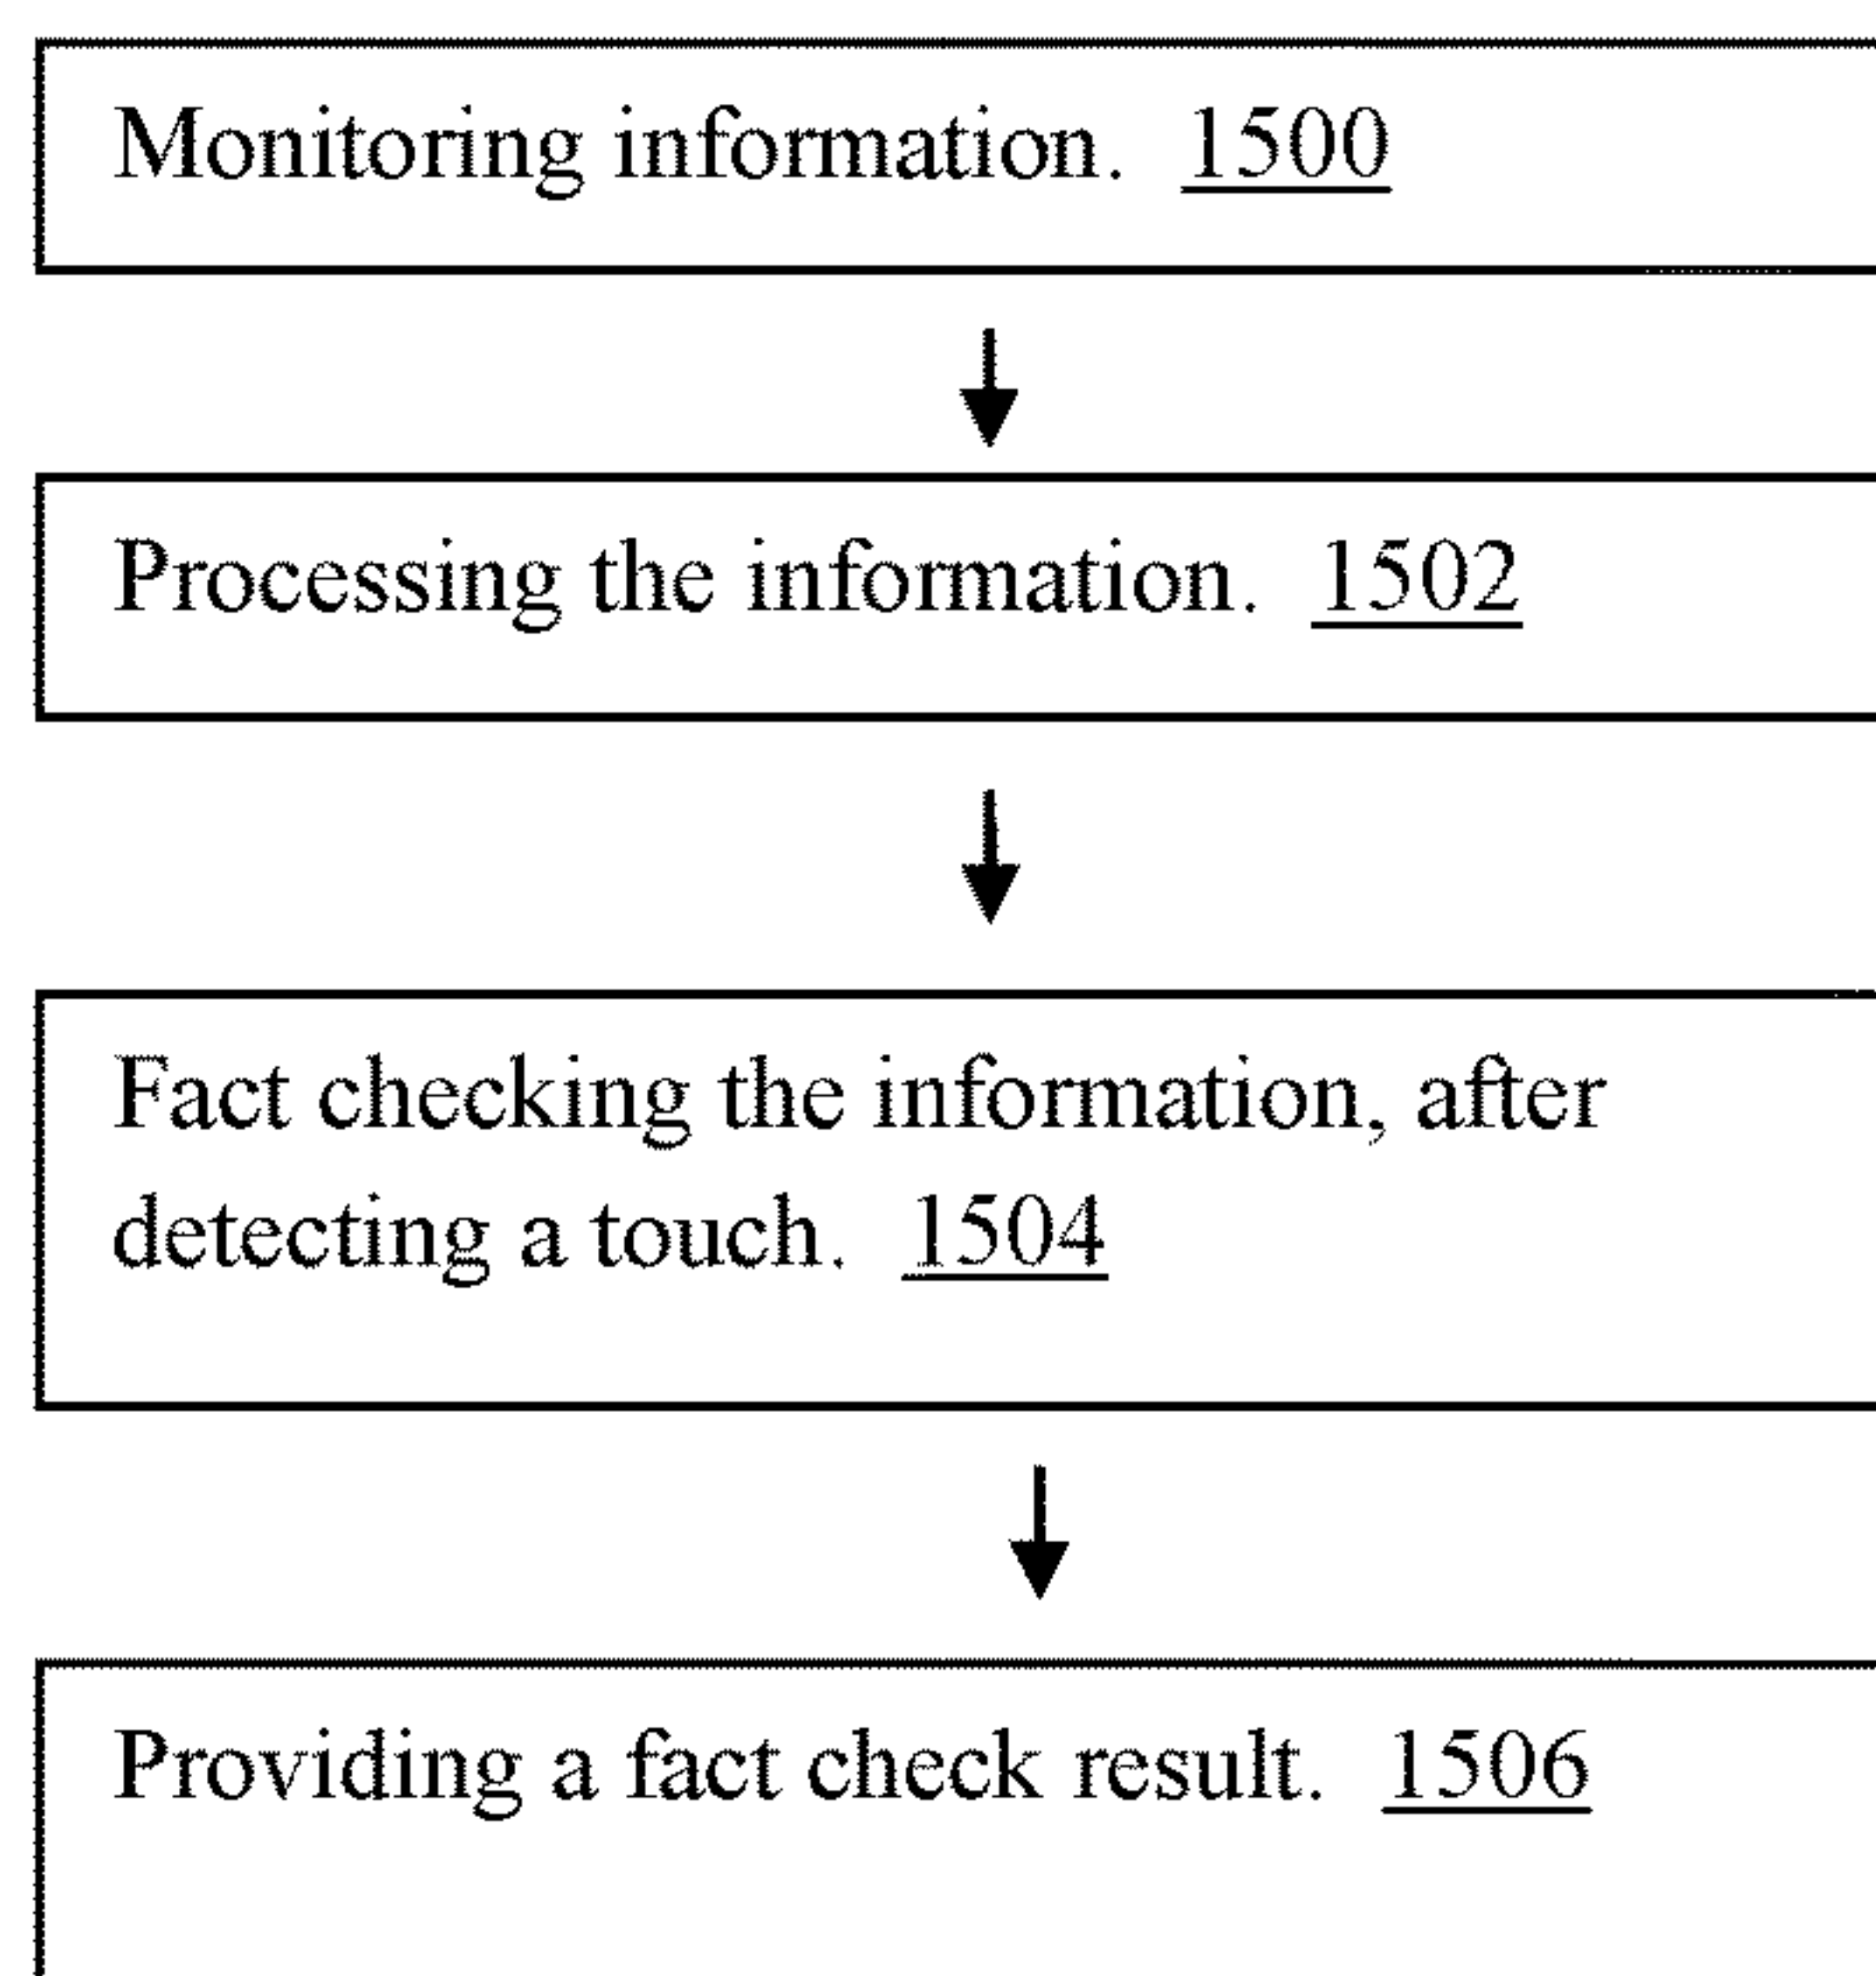 Monitoring information. 1500
Processing the information. 1502
Fact checking the information, after
detecting a touch. 1504
Providing a fact check result. 1506